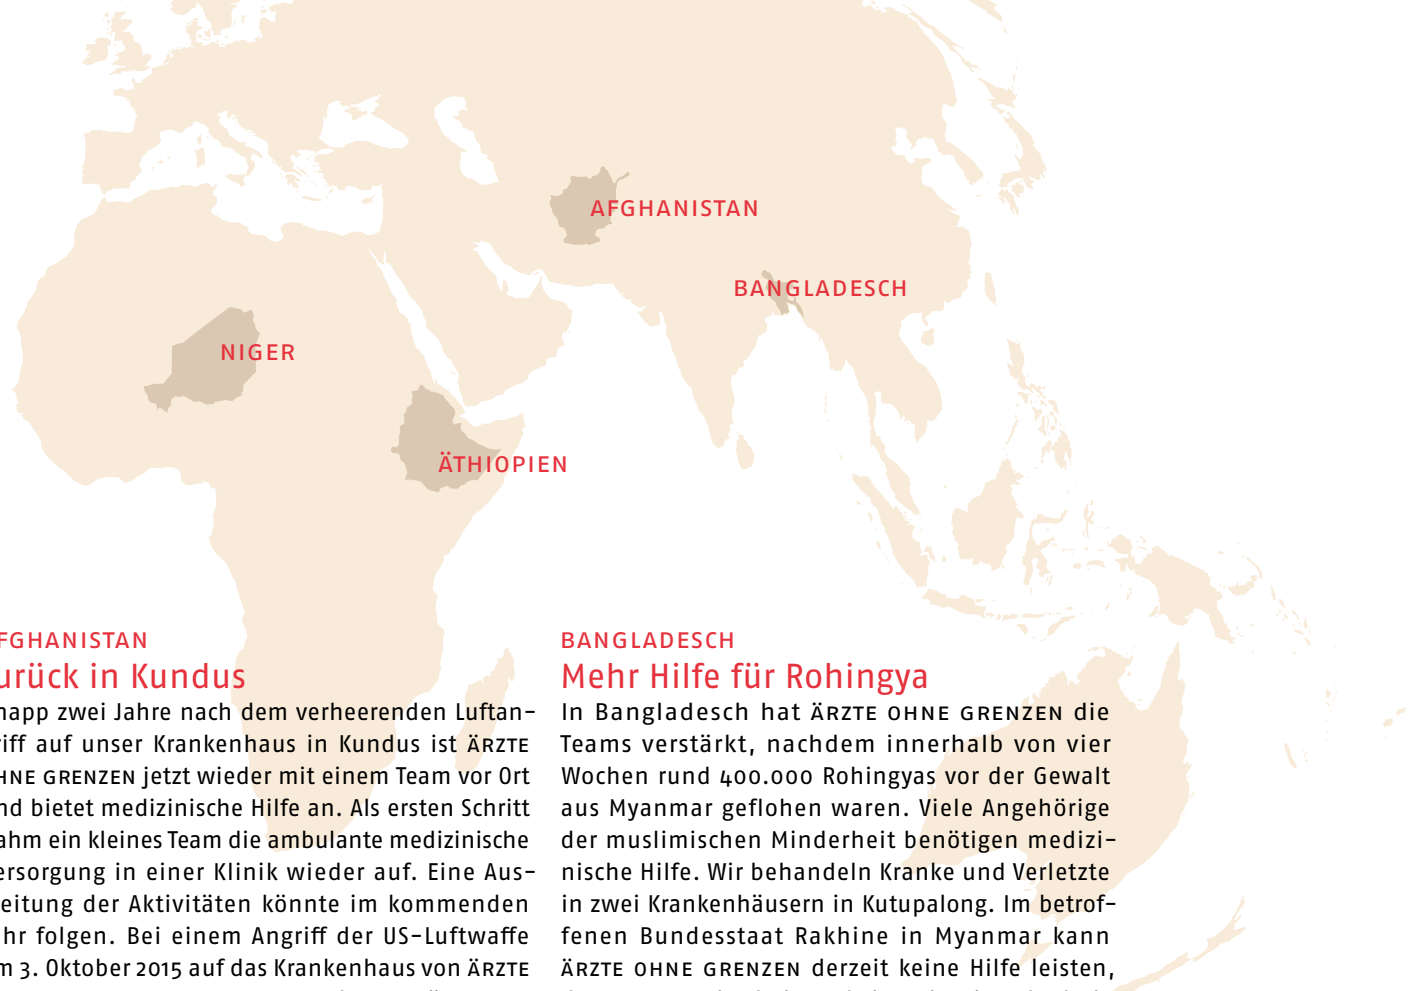 AFGHANISTAN
BANGLADESCH
NIGER
ÄTHIOPIEN
FGHANISTAN
urück in Kundus
napp zwei Jahre nach dem verheerenden Luftan-
riff auf unser Krankenhaus in Kundus ist ÄRZTE
HNE GRENZEN jetzt wieder mit einem Team vor Ort
nd bietet medizinische Hilfe an. Als ersten Schritt
ahm ein kleines Team die ambulante medizinische
ersorgung in einer Klinik wieder auf. Eine Aus-
eitung der Aktivitäten könnte im kommenden
hr folgen. Bei einem Angriff der US-Luftwaffe
m 3. Oktober 2015 auf das Krankenhaus von ÄRZTE
BANGLADESCH
Mehr Hilfe für Rohingya
In Bangladesch hat ÄRZTE OHNE GRENZEN die
Teams verstärkt, nachdem innerhalb von vier
Wochen rund 400.000 Rohingyas vor der Gewalt
aus Myanmar geflohen waren. Viele Angehörige
der muslimischen Minderheit benötigen medizi-
nische Hilfe. Wir behandeln Kranke und Verletzte
in zwei Krankenhäusern in Kutupalong. Im betrof-
fenen Bundesstaat Rakhine in Myanmar kann
ÄRZTE OHNE GRENZEN derzeit keine Hilfe leisten,